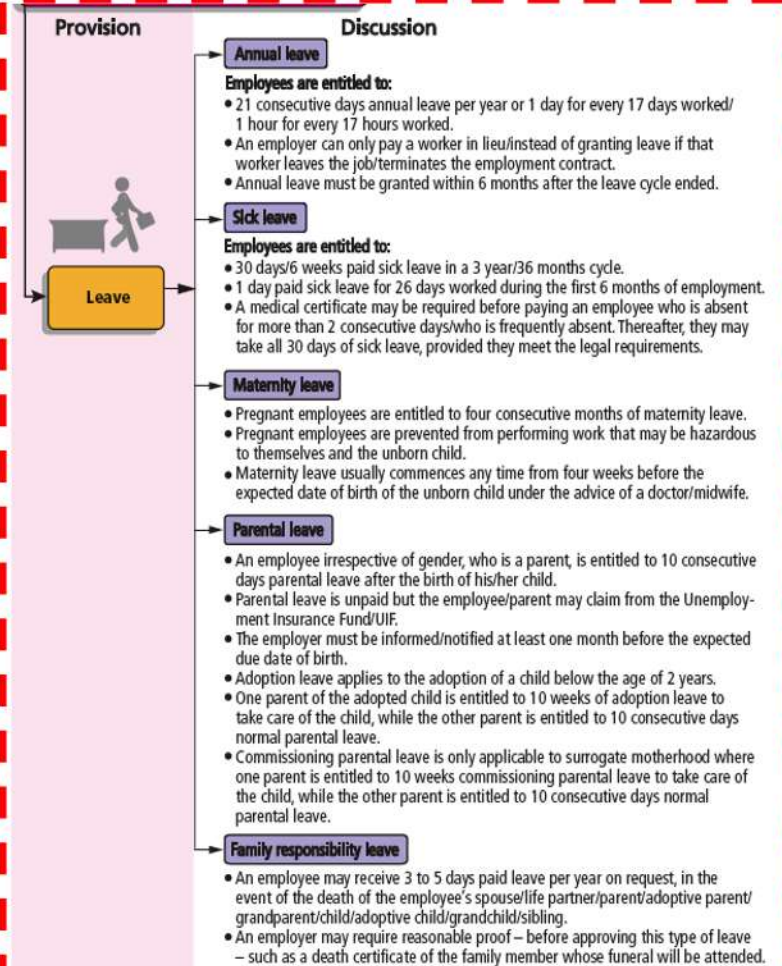 Provision
Discussion
Annual leave
Employees are entitled to:
• 21 consecutive days annual leave per year or 1 day for every 17 days worked/
1 hour for every 17 hours worked.
• An employer can only pay a worker in lieu/instead of granting leave if that
worker leaves the job/terminates the employment contract.
• Annual leave must be granted within 6 months after the leave cycle ended.
Sick leave
Employees are entitled to:
• 30 days/6 weeks paid sick leave in a 3 year/36 months cycle.
• 1 day paid sick leave for 26 days worked during the first 6 months of employment.
• A medical certificate may be required before paying an employee who is absent
for more than 2 consecutive days/who is frequently absent. Thereafter, they may
take all 30 days of sick leave, provided they meet the legal requirements.
Leave
Maternity leave
• Pregnant employees are entitled to four consecutive months of maternity leave.
• Pregnant employees are prevented from performing work that may be hazardous
to themselves and the unborn child.
• Maternity leave usually commences any time from four weeks before the
expected date of birth of the unborn child under the advice of a doctor/midwife.
Parental leave
• An employee irrespective of gender, who is a parent, is entitled to 10 consecutive
days parental leave after the birth of his/her child.
• Parental leave is unpaid but the employee/parent may claim from the Unemploy-
ment Insurance Fund/UIF.
• The employer must be informed/notified at least one month before the expected
due date of birth.
• Adoption leave applies to the adoption of a child below the age of 2 years.
• One parent of the adopted child is entitled to 10 weeks of adoption leave to
take care of the child, while the other parent is entitled to 10 consecutive days
normal parental leave.
• Commissioning parental leave is only applicable to surrogate motherhood where
one parent is entitled to 10 weeks commissioning parental leave to take care of
the child, while the other parent is entitled to 10 consecutive days normal
parental leave.
Family responsibility leave
• An employee may receive 3 to 5 days paid leave per year on request, in the
event of the death of the employee's spouse/life partner/parent/adoptive parent/
grandparent/child/adoptive child/grandchild/sibling.
• An employer may require reasonable proof – before approving this type of leave
– such as a death certificate of the family member whose funeral will be attended.